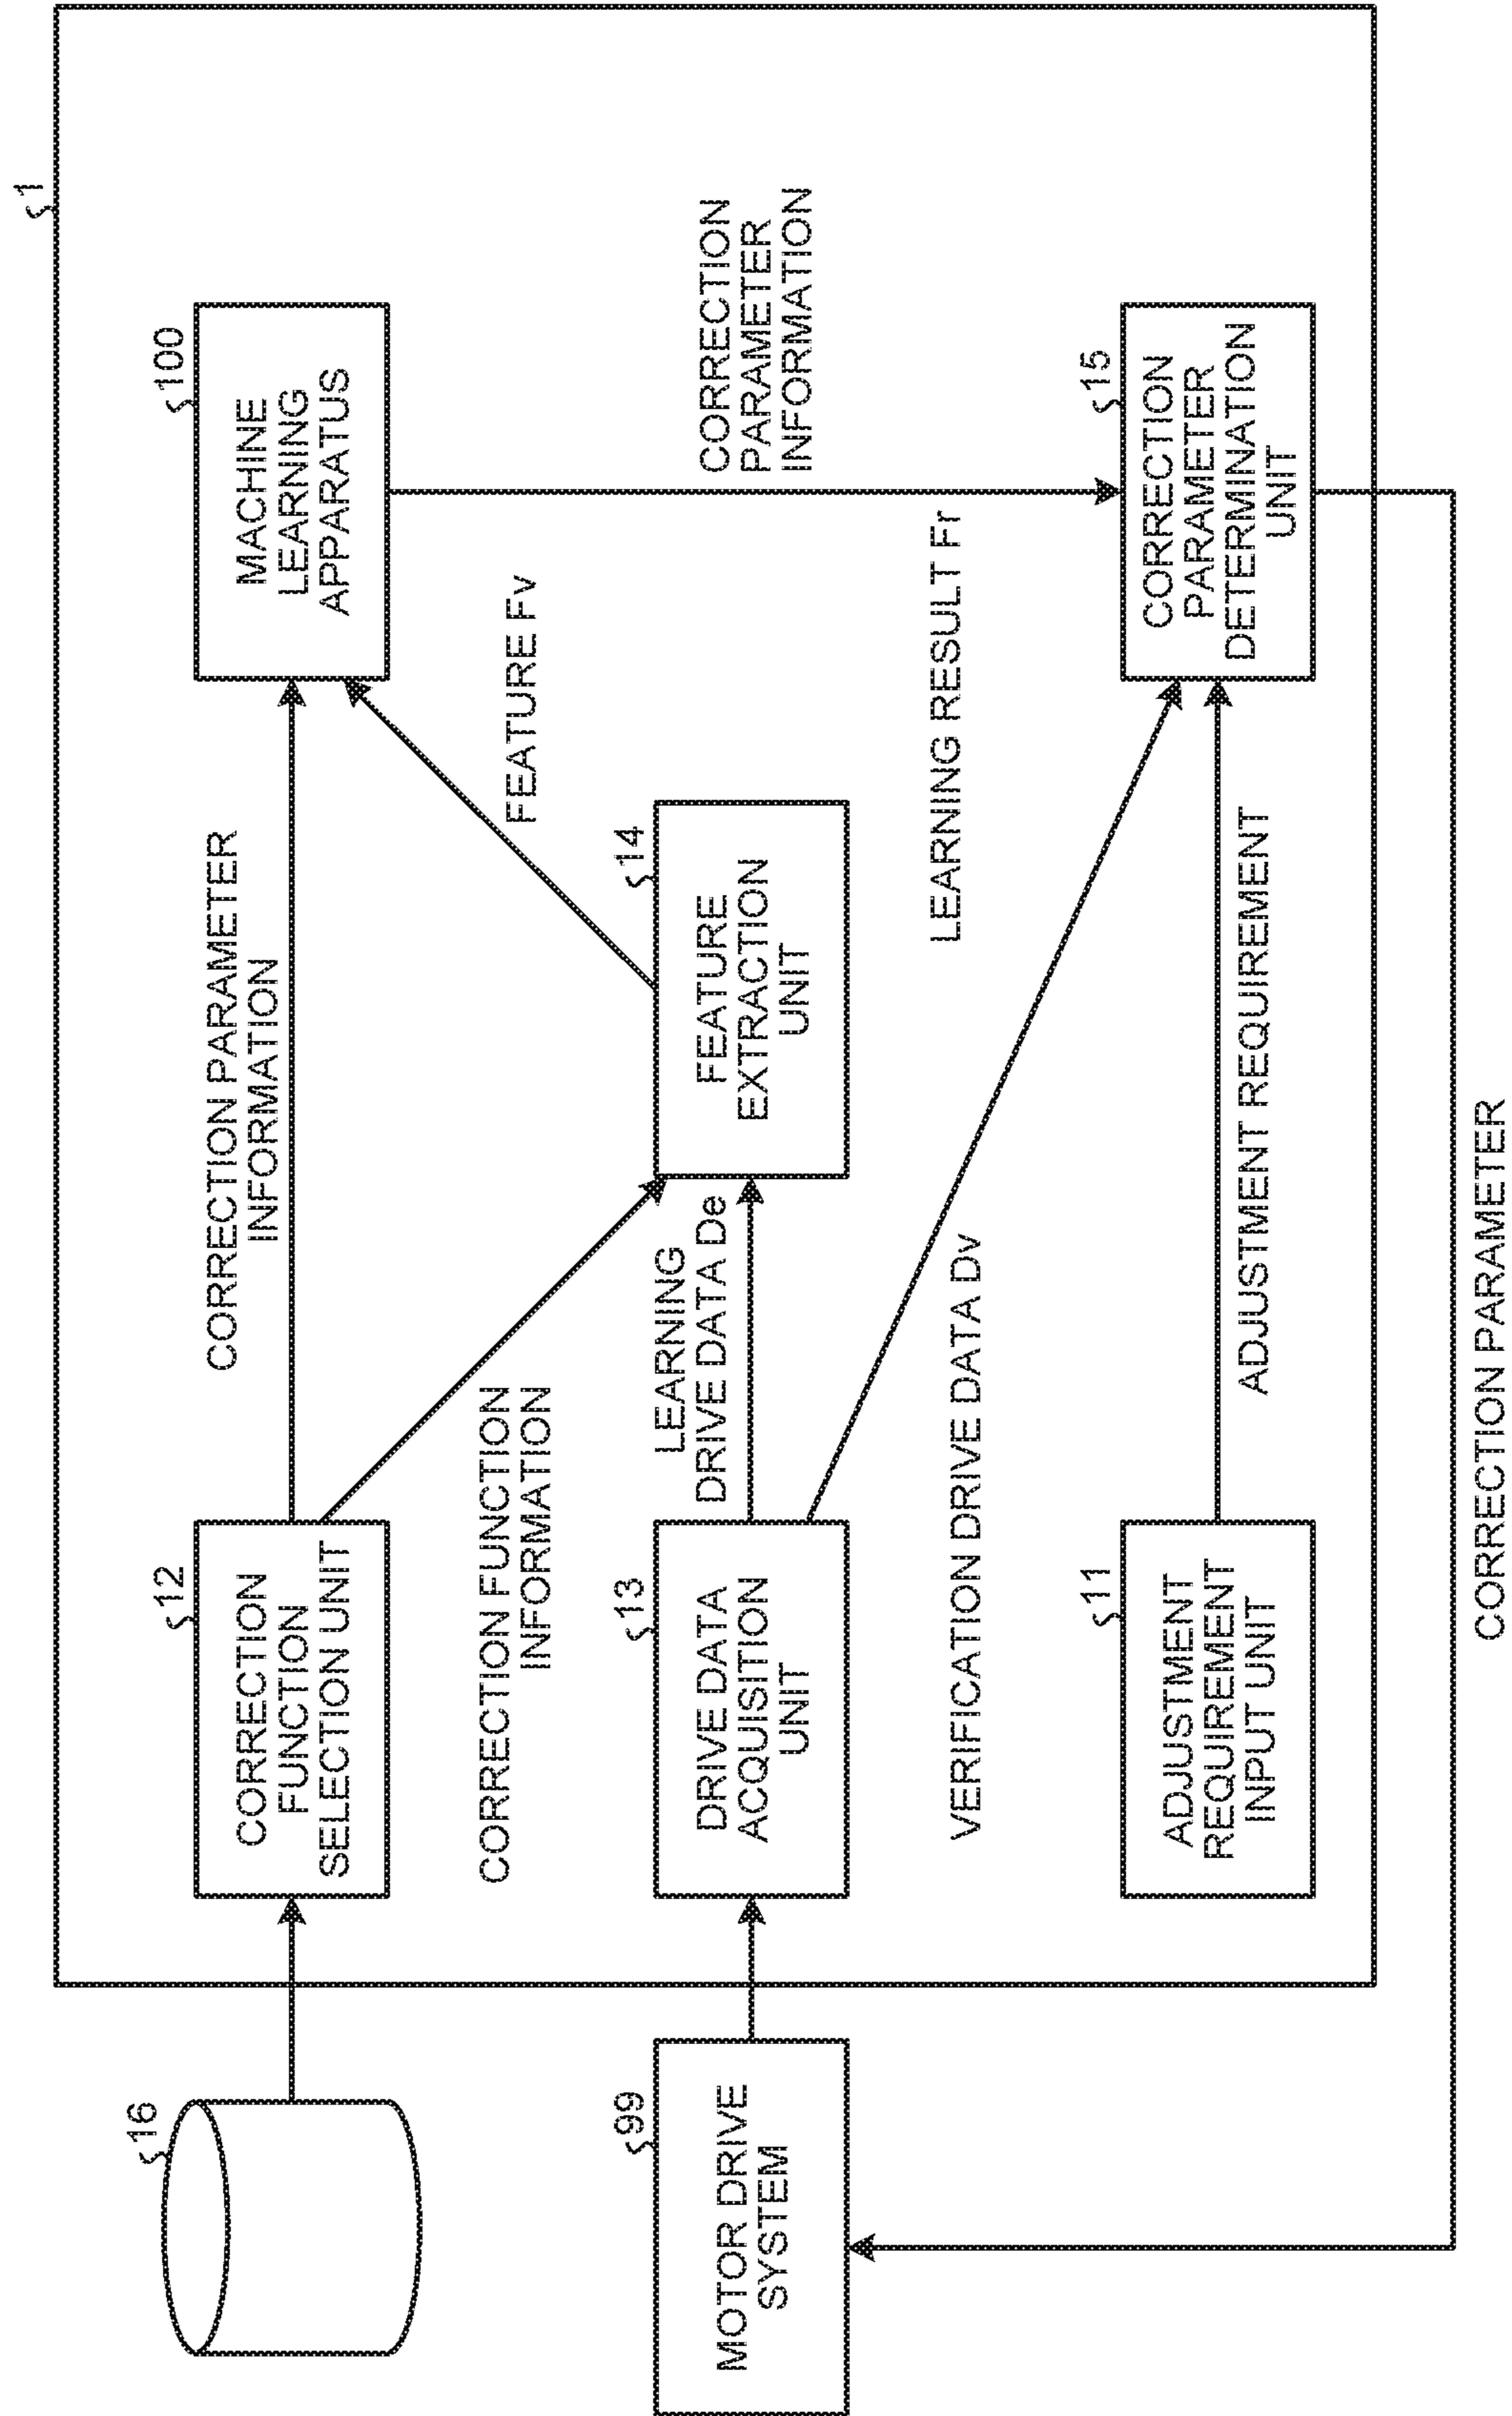 1
16
12
CORRECTION
FUNCTION
SELECTION UNIT
CORRECTION PARAMETER
INFORMATION
100
MACHINE
LEARNING
APPARATUS
CORRECTION FUNCTION
INFORMATION
FEATURE Fv
99
MOTOR DRIVE
SYSTEM
13
DRIVE DATA
ACQUISITION
UNIT
LEARNING
DRIVE DATA De
14
FEATURE
EXTRACTION
UNIT
CORRECTION
PARAMETER
INFORMATION
VERIFICATION DRIVE DATA Dv
LEARNING RESULT Fr
11
ADJUSTMENT
REQUIREMENT
INPUT UNIT
ADJUSTMENT REQUIREMENT
15
CORRECTION
PARAMETER
DETERMINATION
UNIT
CORRECTION PARAMETER